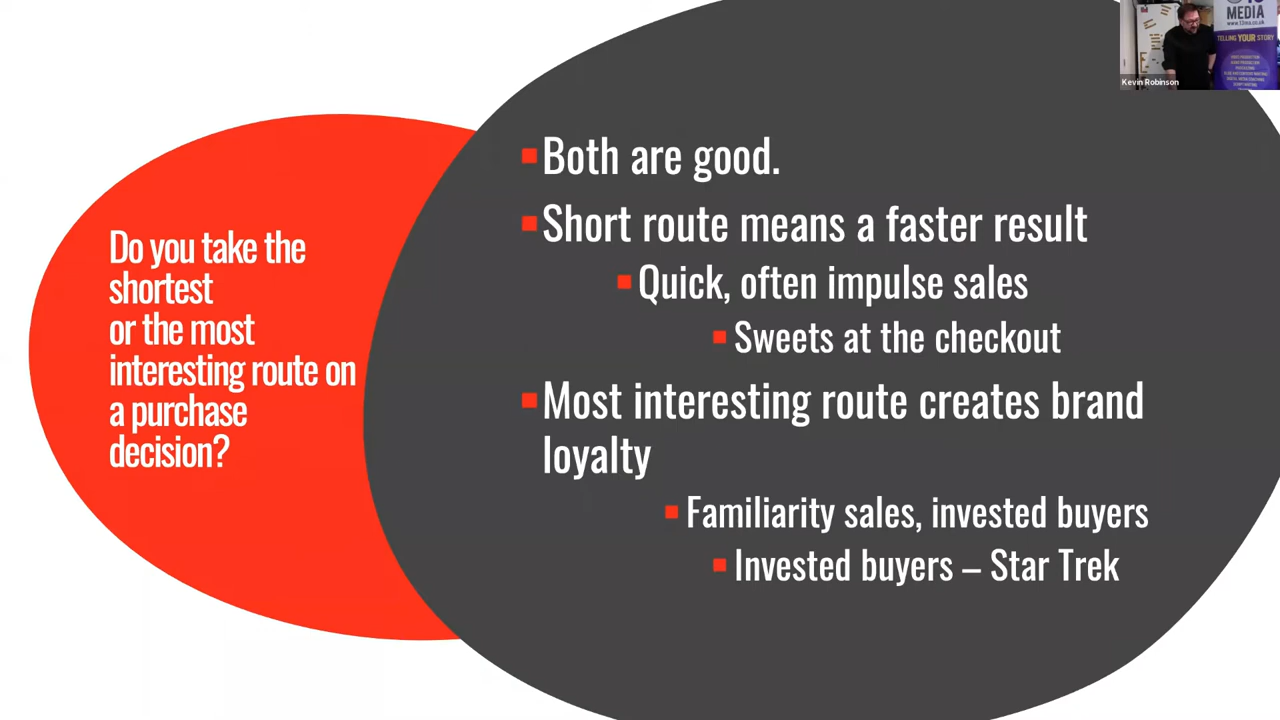 Do you take the
shortest
or the most
interesting route on
a purchase
decision?
Both are good.
Short route means a faster result
Quick, often impulse sales
Sweets at the checkout
Most interesting route creates brand
loyalty
Familiarity sales, invested buyers
Invested buyers – Star Trek
MEDIA
TELLING YOUR STORY
Kevin Robinson